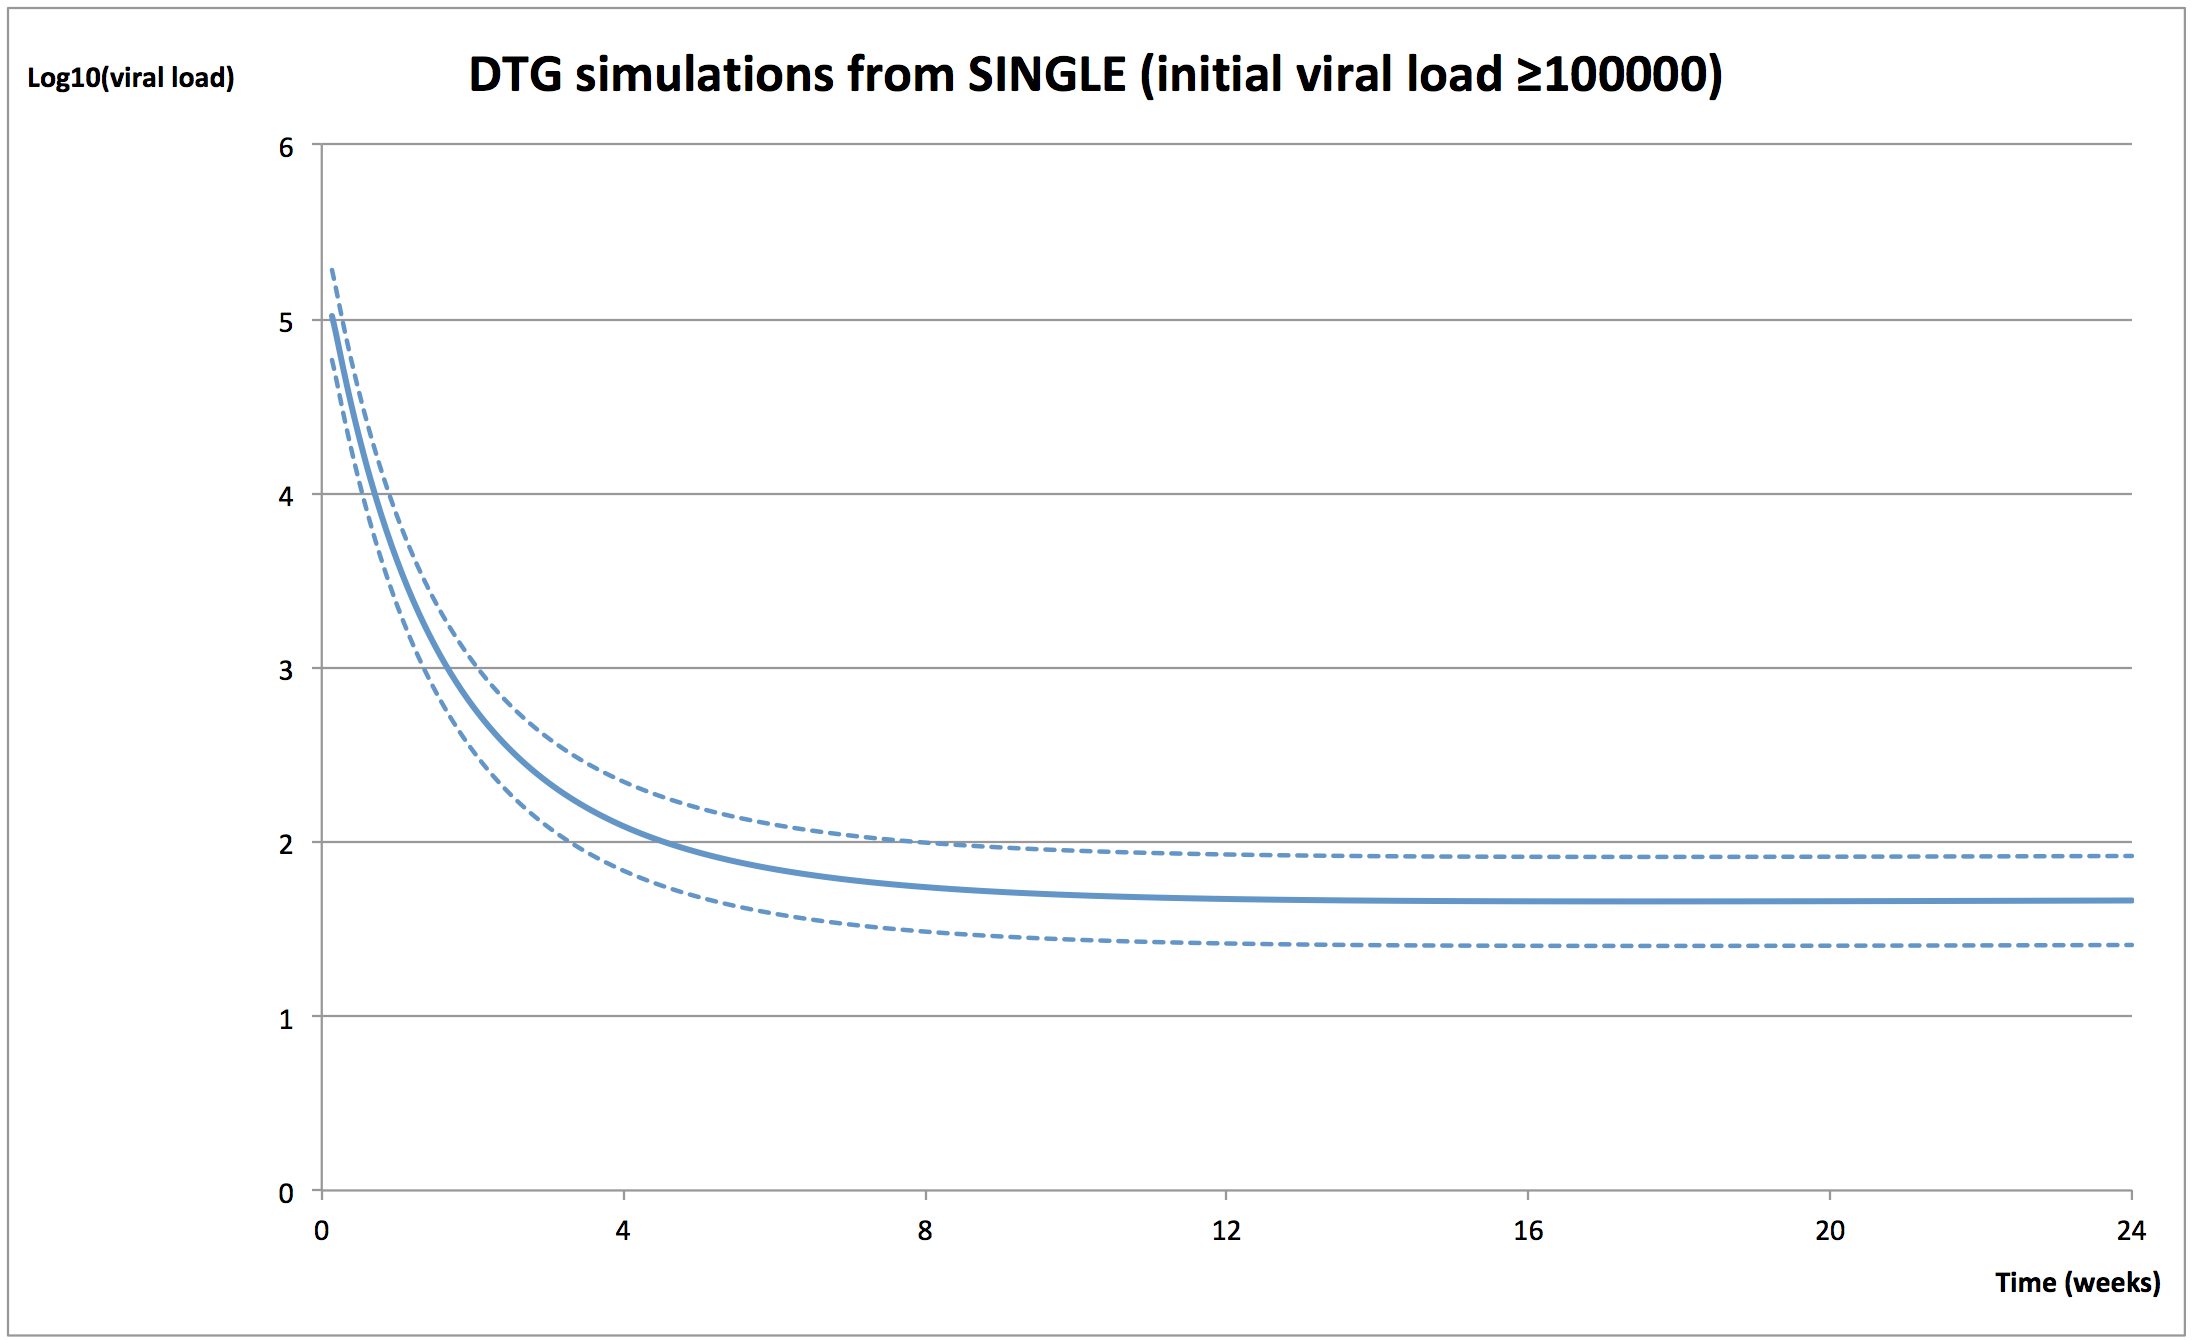 Log10(viral load)
DTG simulations from SINGLE (initial viral load ≥100000)
6
5
4
3
2
1
0
0 4 8 12 16 20 24
Time (weeks)